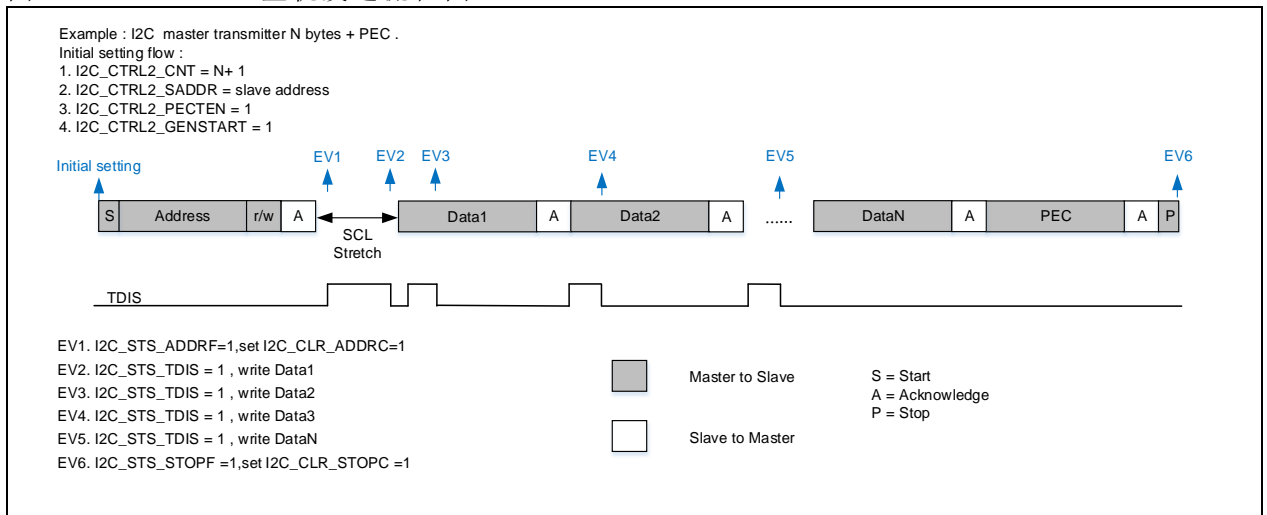 Example : I2C master transmitter N bytes + PEC .
Initial setting flow :
1. I2C_CTRL2_CNT = N+ 1
2. I2C_CTRL2_SADDR = slave address
3. I2C_CTRL2_PECTEN = 1
4. I2C_CTRL2_GENSTART = 1
Initial setting
EV1 EV2 EV3 EV4 EV5 EV6
S Address r/w A Data1 A Data2 A ...... DataN A PEC A P
SCL
Stretch
TDIS
EV1. I2C_STS_ADDRF=1,set I2C_CLR_ADDRC=1
EV2. I2C_STS_TDIS = 1 , write Data1
EV3. I2C_STS_TDIS = 1 , write Data2
EV4. I2C_STS_TDIS = 1 , write Data3
EV5. I2C_STS_TDIS = 1 , write DataN
EV6. I2C_STS_STOPF =1,set I2C_CLR_STOPC =1
Master to Slave
Slave to Master
S = Start
A = Acknowledge
P = Stop